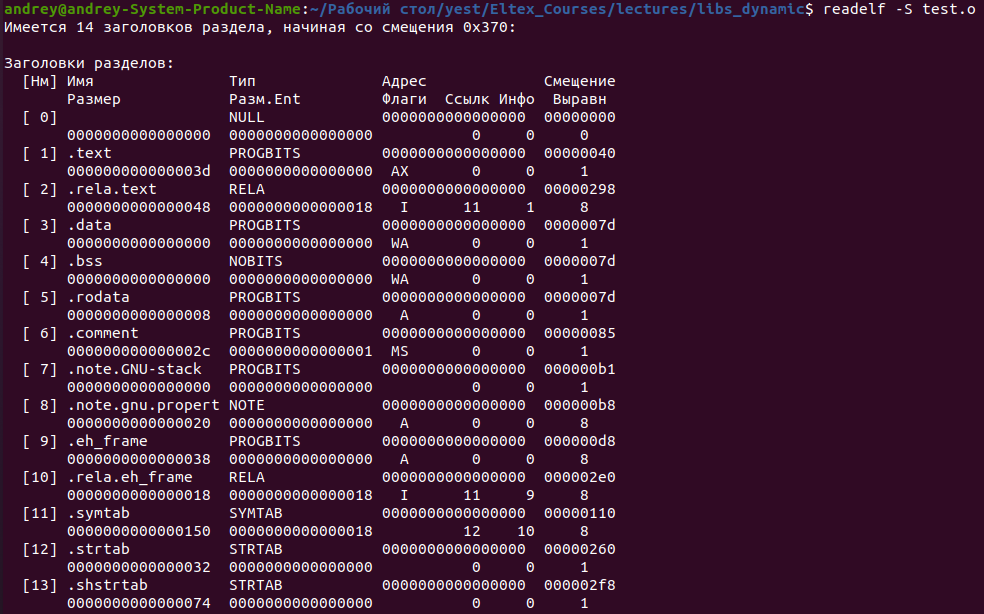 andrey@andrey-System-Product-Name:~/Рабочий стол/yest/Eltex_Courses/lectures/libs_dynamic$ readelf -S test.o
Имеется 14 заголовков раздела, начиная со смещения 0x370:
Заголовки разделов:
[Нм] Имя Тип Адрес Смещение
Размер Разм.Ent Флаги Ссылк Инфо Выравн
[ 0] NULL 0000000000000000 00000000
0000000000000000 0000000000000000 0 0 0
[ 1] .text PROGBITS 0000000000000000 00000040
000000000000003d 0000000000000000 AX 0 0 1
[ 2] .rela.text RELA 0000000000000000 00000298
0000000000000048 0000000000000018 I 11 1 8
[ 3] .data PROGBITS 0000000000000000 0000007d
0000000000000000 0000000000000000 WA 0 0 1
[ 4] .bss NOBITS 0000000000000000 0000007d
0000000000000000 0000000000000000 WA 0 0 1
[ 5] .rodata PROGBITS 0000000000000000 0000007d
0000000000000008 0000000000000000 A 0 0 1
[ 6] .comment PROGBITS 0000000000000000 00000085
000000000000002c 0000000000000001 MS 0 0 1
[ 7] .note.GNU-stack PROGBITS 0000000000000000 000000b1
0000000000000000 0000000000000000 0 0 1
[ 8] .note.gnu.propert NOTE 0000000000000000 000000b8
0000000000000020 0000000000000000 A 0 0 8
[ 9] .eh_frame PROGBITS 0000000000000000 000000d8
0000000000000038 0000000000000000 A 0 0 8
[10] .rela.eh_frame RELA 0000000000000000 000002e0
0000000000000018 0000000000000018 I 11 9 8
[11] .symtab SYMTAB 0000000000000000 00000110
0000000000000150 0000000000000018 12 10 8
[12] .strtab STRTAB 0000000000000000 00000260
0000000000000032 0000000000000000 0 0 1
[13] .shstrtab STRTAB 0000000000000000 000002f8
0000000000000074 0000000000000000 0 0 1